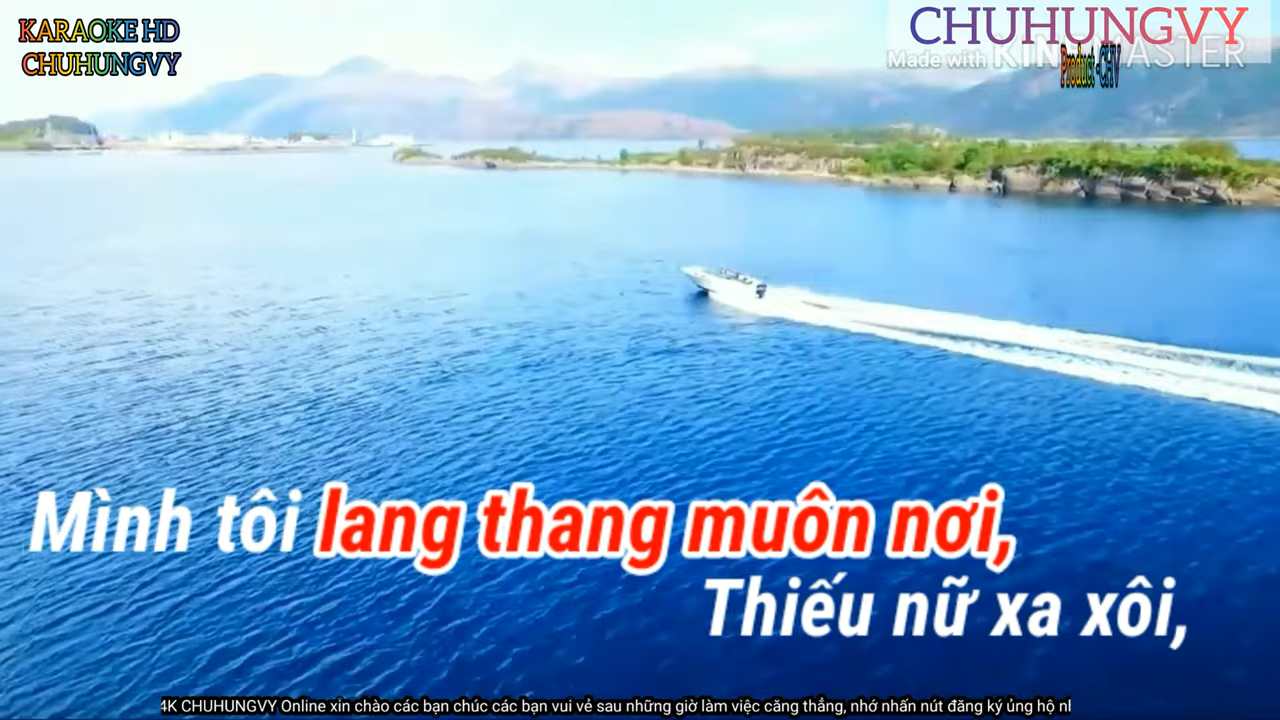 KARAOKE HD
CHUHUNGVY
CHUHUNGVY
Made with KINEMASTER
Product-CHV
Mình tôi lang thang muôn nơi,
Thiếu nữ xa xôi,
4K CHUHUNGVY Online xin chào các bạn chúc các bạn vui vẻ sau những giờ làm việc căng thẳng, nhớ nhấn nút đăng ký ủng hộ nl